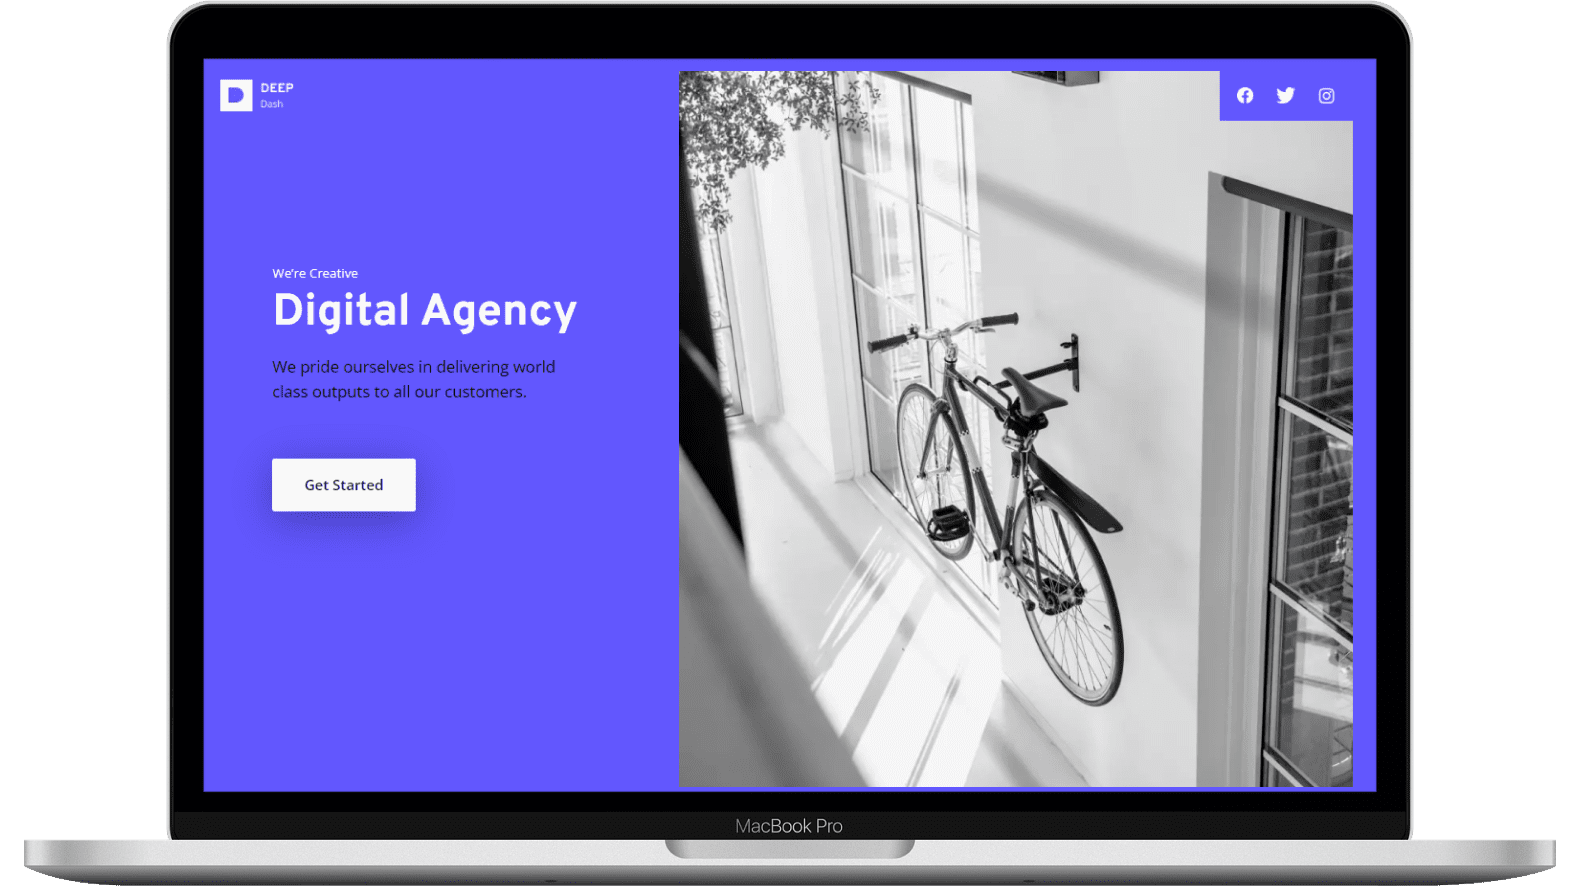 DEEP
Dash
We're Creative
Digital Agency
We pride ourselves in delivering world
class outputs to all our customers.
Get Started
MacBook Pro